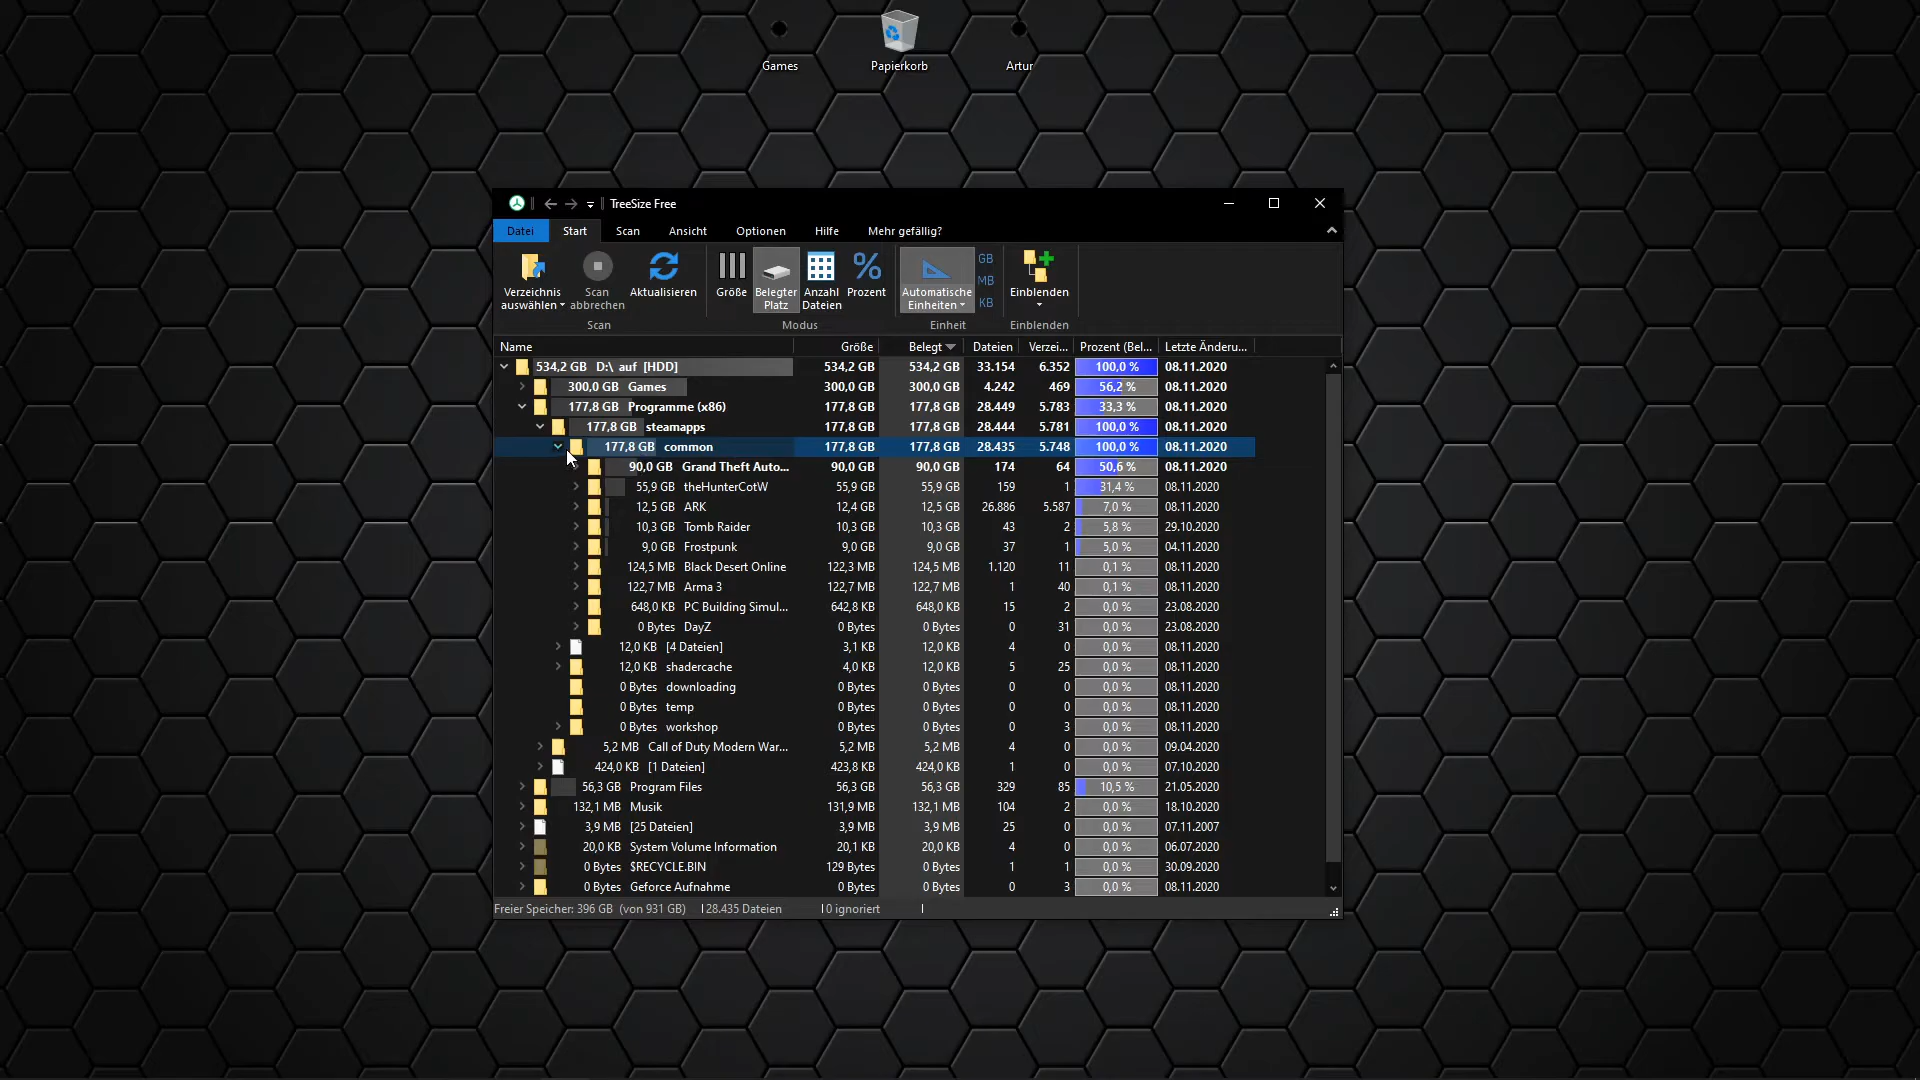 Games
Papierkorb
Artur
TreeSize Free
Datei Start Scan Ansicht Optionen Hilfe Mehr gefällig?
Verzeichnis auswählen
Scan abbrechen
Aktualisieren
Größe
Belegter Platz
Anzahl Dateien
Prozent
Automatische Einheiten
GB
MB
KB
Einblenden
Scan Modus Einheit Einblenden
Name Größe Belegt Dateien Verzei... Prozent (Bel... Letzte Änderu...
534,2 GB D:\ auf [HDD] 534,2 GB 534,2 GB 33.154 6.352 100,0 % 08.11.2020
300,0 GB Games 300,0 GB 300,0 GB 4.242 469 56,2 % 08.11.2020
177,8 GB Programme (x86) 177,8 GB 177,8 GB 28.449 5.783 33,3 % 08.11.2020
177,8 GB steamapps 177,8 GB 177,8 GB 28.444 5.781 100,0 % 08.11.2020
177,8 GB common 177,8 GB 177,8 GB 28.435 5.748 100,0 % 08.11.2020
90,0 GB Grand Theft Auto... 90,0 GB 90,0 GB 174 64 50,6 % 08.11.2020
55,9 GB theHunterCotW 55,9 GB 55,9 GB 159 1 31,4 % 08.11.2020
12,5 GB ARK 12,4 GB 12,5 GB 26.886 5.587 7,0 % 08.11.2020
10,3 GB Tomb Raider 10,3 GB 10,3 GB 43 2 5,8 % 29.10.2020
9,0 GB Frostpunk 9,0 GB 9,0 GB 37 1 5,0 % 04.11.2020
124,5 MB Black Desert Online 122,3 MB 124,5 MB 1.120 11 0,1 % 08.11.2020
122,7 MB Arma 3 122,7 MB 122,7 MB 1 40 0,1 % 08.11.2020
648,0 KB PC Building Simul... 642,8 KB 648,0 KB 15 2 0,0 % 23.08.2020
0 Bytes DayZ 0 Bytes 0 Bytes 0 31 0,0 % 23.08.2020
12,0 KB [4 Dateien] 3,1 KB 12,0 KB 4 0 0,0 % 08.11.2020
12,0 KB shadercache 4,0 KB 12,0 KB 5 25 0,0 % 08.11.2020
0 Bytes downloading 0 Bytes 0 Bytes 0 0 0,0 % 08.11.2020
0 Bytes temp 0 Bytes 0 Bytes 0 0 0,0 % 08.11.2020
0 Bytes workshop 0 Bytes 0 Bytes 0 3 0,0 % 08.11.2020
5,2 MB Call of Duty Modern War... 5,2 MB 5,2 MB 4 0 0,0 % 09.04.2020
424,0 KB [1 Dateien] 423,8 KB 424,0 KB 1 0 0,0 % 07.10.2020
56,3 GB Program Files 56,3 GB 56,3 GB 329 85 10,5 % 21.05.2020
132,1 MB Musik 131,9 MB 132,1 MB 104 2 0,0 % 18.10.2020
3,9 MB [25 Dateien] 3,9 MB 3,9 MB 25 0 0,0 % 07.11.2007
20,0 KB System Volume Information 20,1 KB 20,0 KB 4 0 0,0 % 06.07.2020
0 Bytes $RECYCLE.BIN 129 Bytes 0 Bytes 1 1 0,0 % 30.09.2020
0 Bytes Geforce Aufnahme 0 Bytes 0 Bytes 0 3 0,0 % 08.11.2020
Freier Speicher: 396 GB (von 931 GB) 28.435 Dateien 0 ignoriert